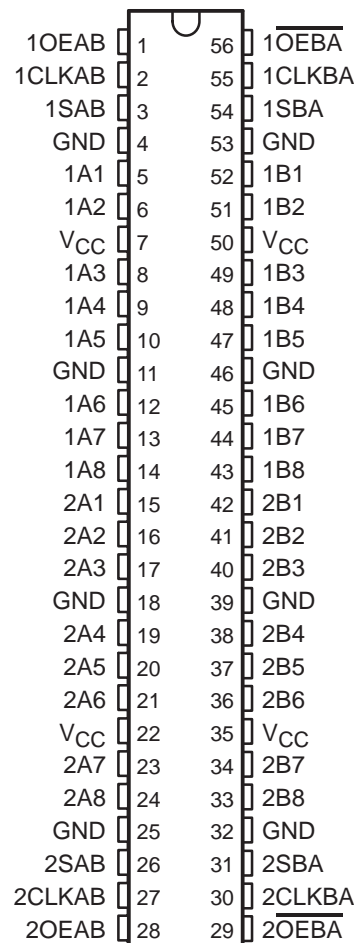 1OEAB 1 56 1O̅E̅B̅A̅
1CLKAB 2 55 1CLKBA
1SAB 3 54 1SBA
GND 4 53 GND
1A1 5 52 1B1
1A2 6 51 1B2
VCC 7 50 VCC
1A3 8 49 1B3
1A4 9 48 1B4
1A5 10 47 1B5
GND 11 46 GND
1A6 12 45 1B6
1A7 13 44 1B7
1A8 14 43 1B8
2A1 15 42 2B1
2A2 16 41 2B2
2A3 17 40 2B3
GND 18 39 GND
2A4 19 38 2B4
2A5 20 37 2B5
2A6 21 36 2B6
VCC 22 35 VCC
2A7 23 34 2B7
2A8 24 33 2B8
GND 25 32 GND
2SAB 26 31 2SBA
2CLKAB 27 30 2CLKBA
2OEAB 28 29 2O̅E̅B̅A̅